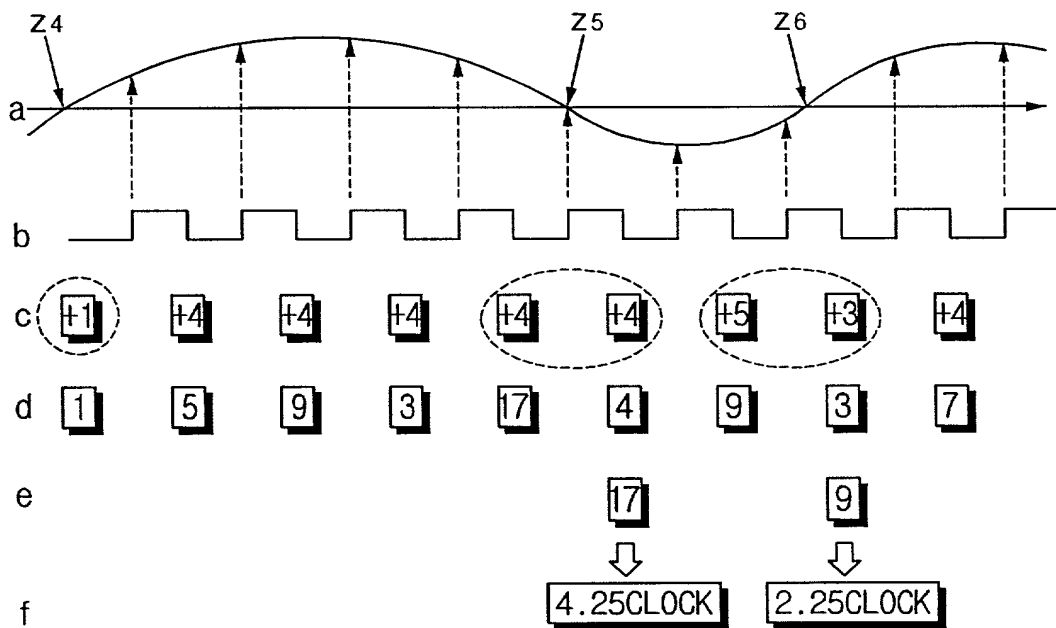 Z4 Z5 Z6
a
b
c +1 +4 +4 +4 +4 +4 +5 +3 +4
d 1 5 9 3 17 4 9 3 7
e 17 9
f 4.25CLOCK 2.25CLOCK